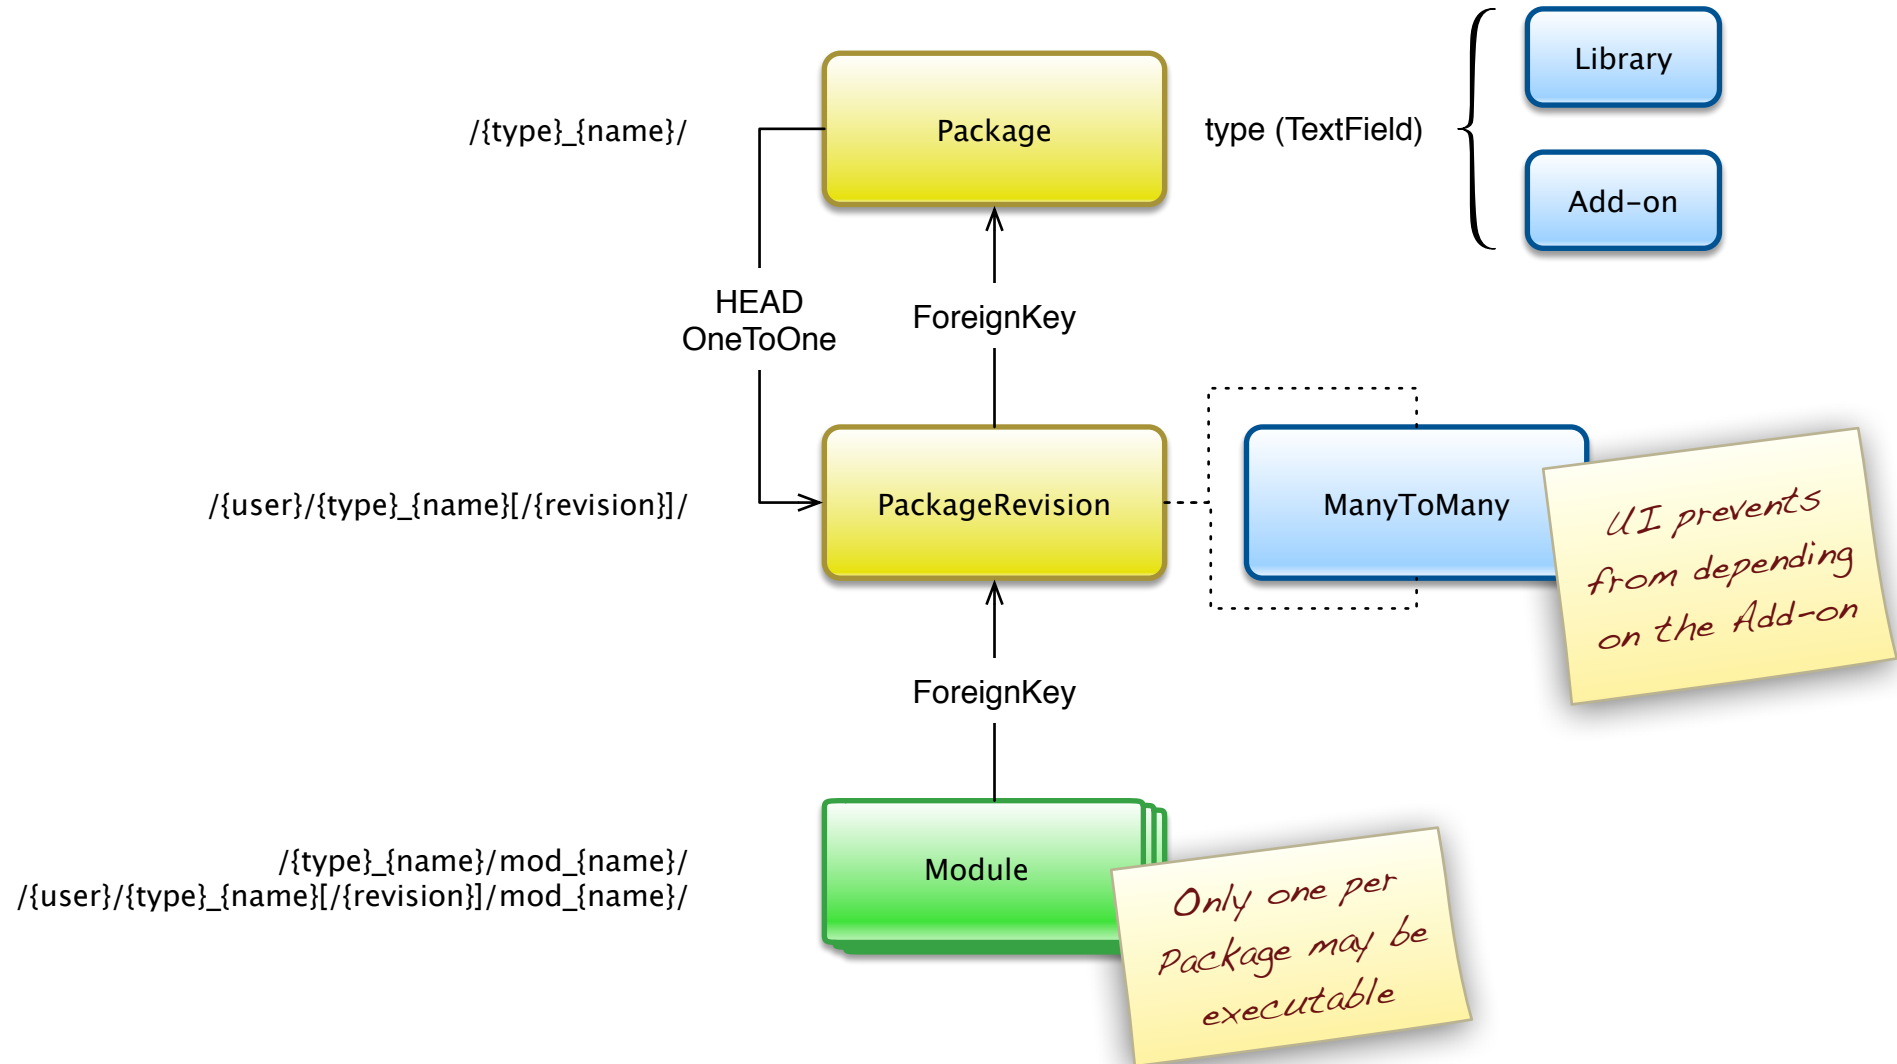 Library
/{type}_{name}/
Package
type (TextField)
Add-on
HEAD
OneToOne
ForeignKey
/{user}/{type}_{name}[/{revision}]/
PackageRevision
ManyToMany
UI prevents
from depending
on the Add-on
ForeignKey
/{type}_{name}/mod_{name}/
/{user}/{type}_{name}[/{revision}]/mod_{name}/
Module
Only one per
Package may be
executable